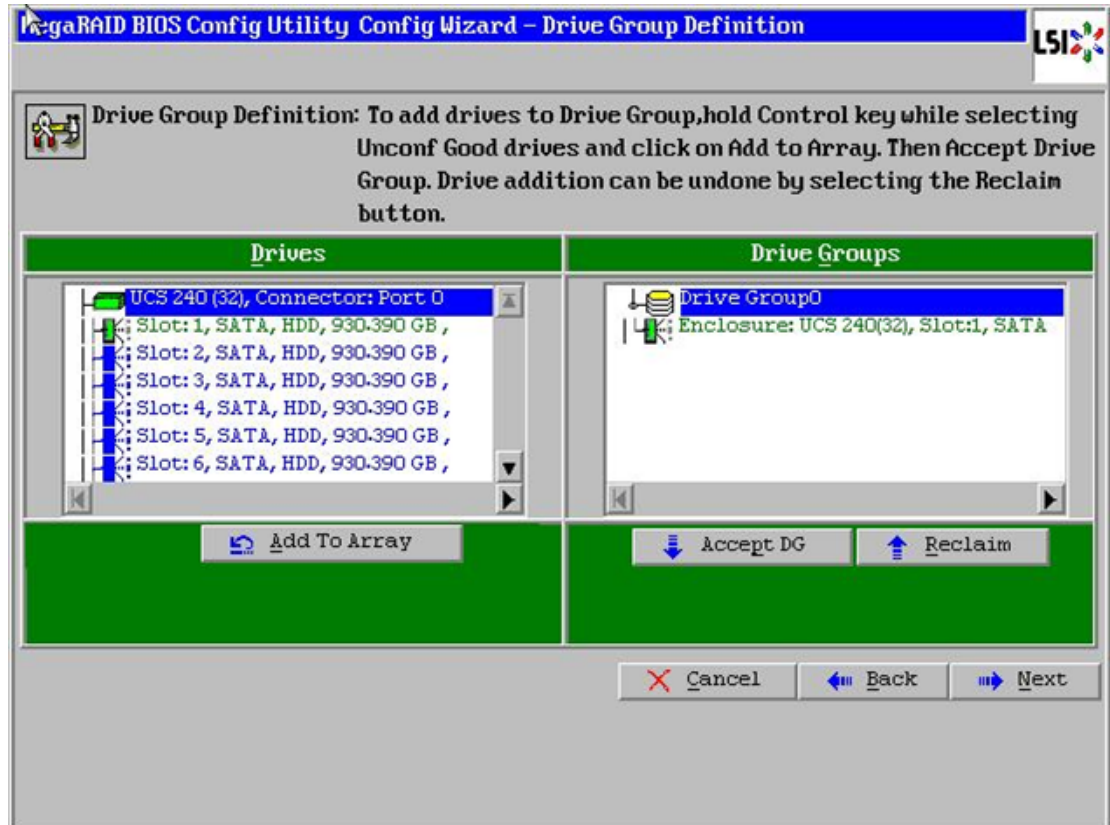 MegaRAID BIOS Config Utility Config Wizard – Drive Group Definition
LSI
Drive Group Definition: To add drives to Drive Group,hold Control key while selecting
Unconf Good drives and click on Add to Array. Then Accept Drive
Group. Drive addition can be undone by selecting the Reclaim
button.
Drives
UCS 240 (32), Connector: Port 0
Slot: 1, SATA, HDD, 930.390 GB ,
Slot: 2, SATA, HDD, 930.390 GB ,
Slot: 3, SATA, HDD, 930.390 GB ,
Slot: 4, SATA, HDD, 930.390 GB ,
Slot: 5, SATA, HDD, 930.390 GB ,
Slot: 6, SATA, HDD, 930.390 GB ,
Add To Array
Drive Groups
Drive Group0
Enclosure: UCS 240(32), Slot:1, SATA
Accept DG
Reclaim
Cancel
Back
Next